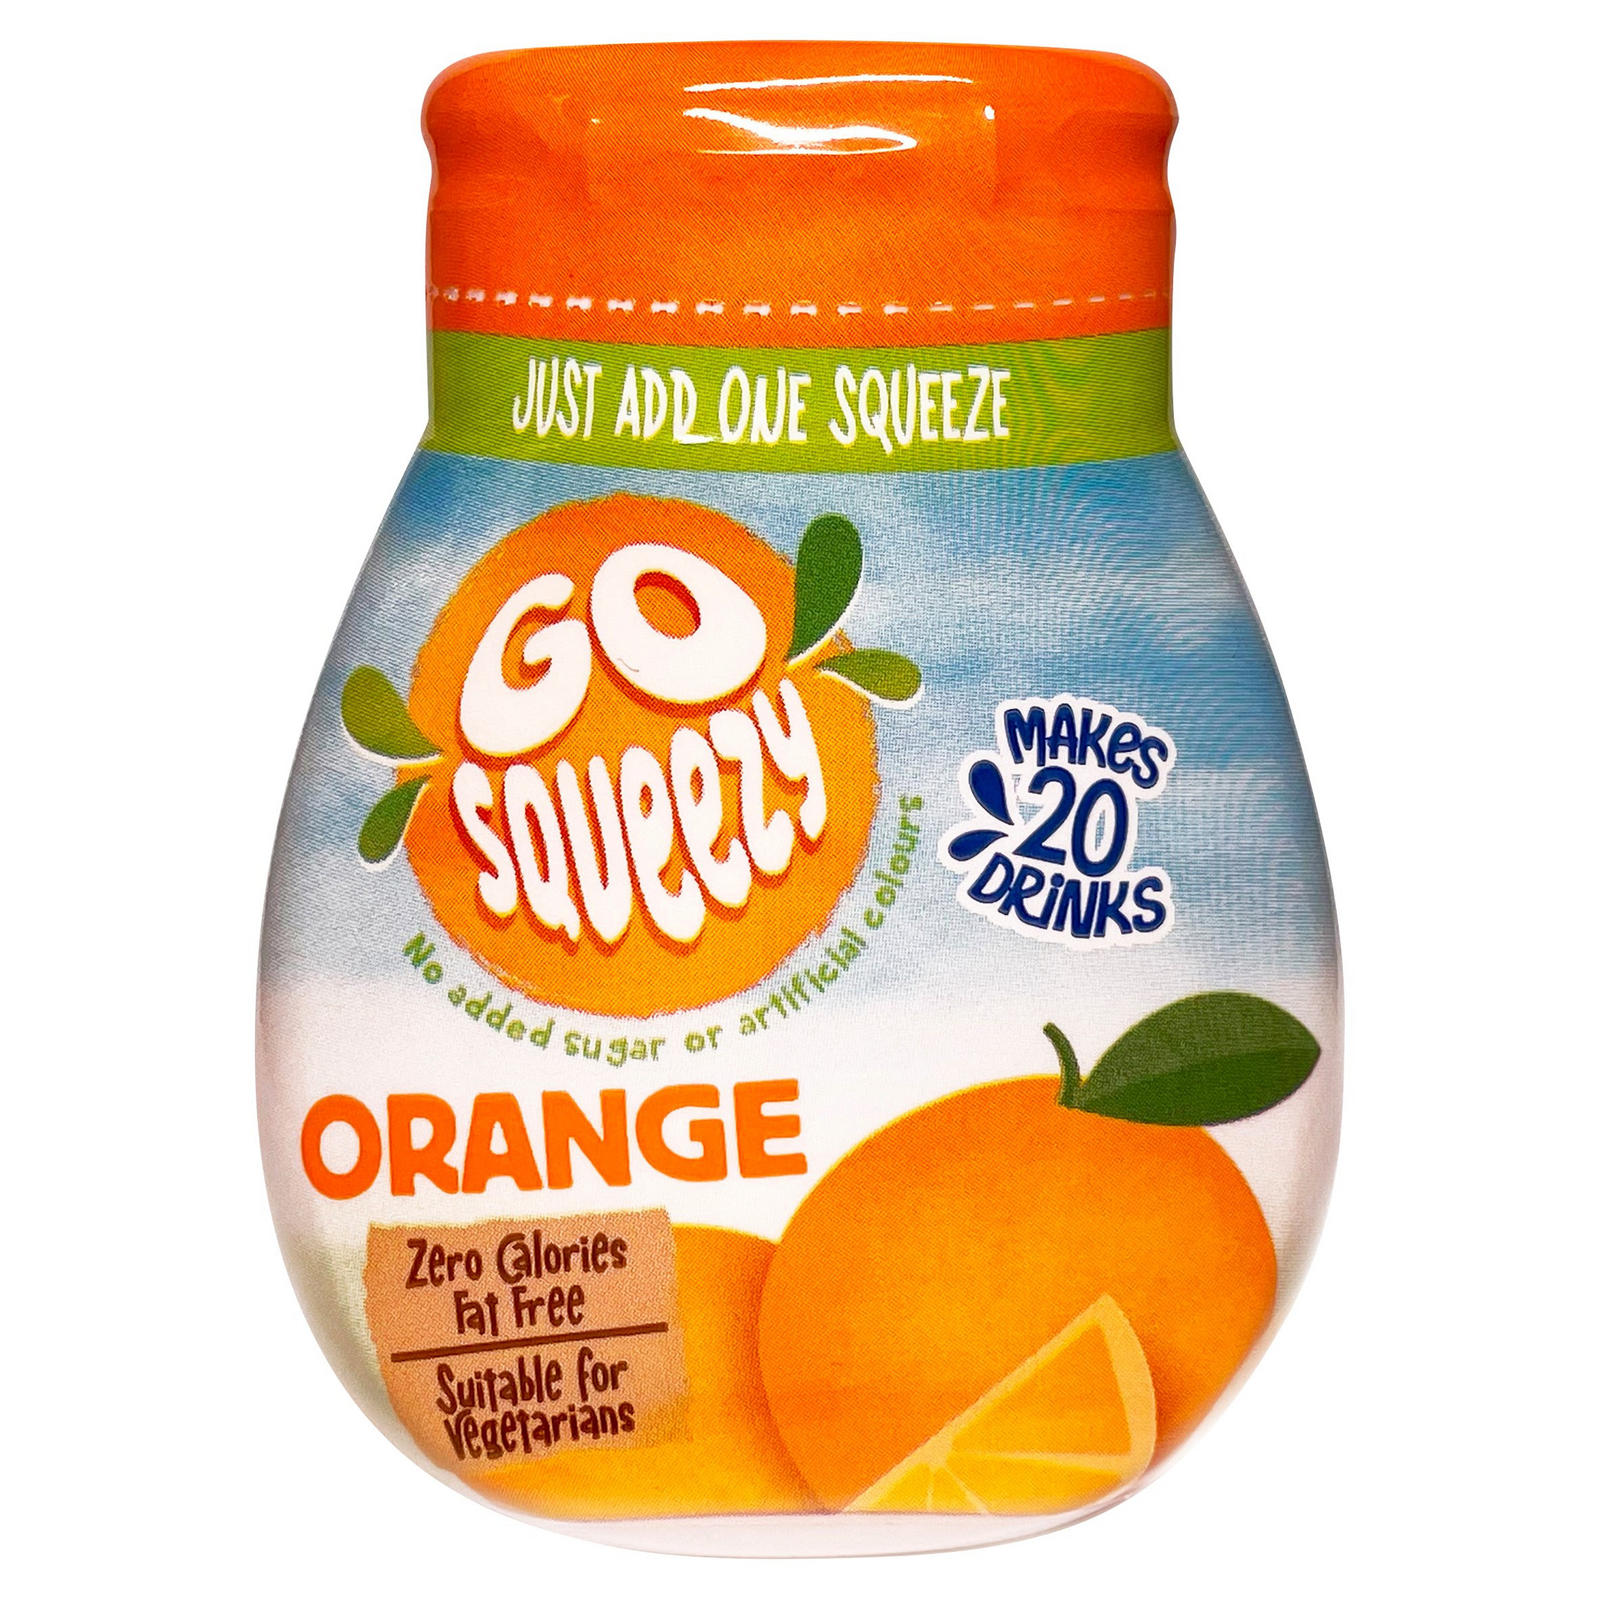 JUST ADD ONE SQUEEZE
GO
SQUeezy
No added sugar or artificial colours
MAKeS
20
DRiNKS
ORANGE
Zero Calories
Fat Free
Suitable for
Vegetarians